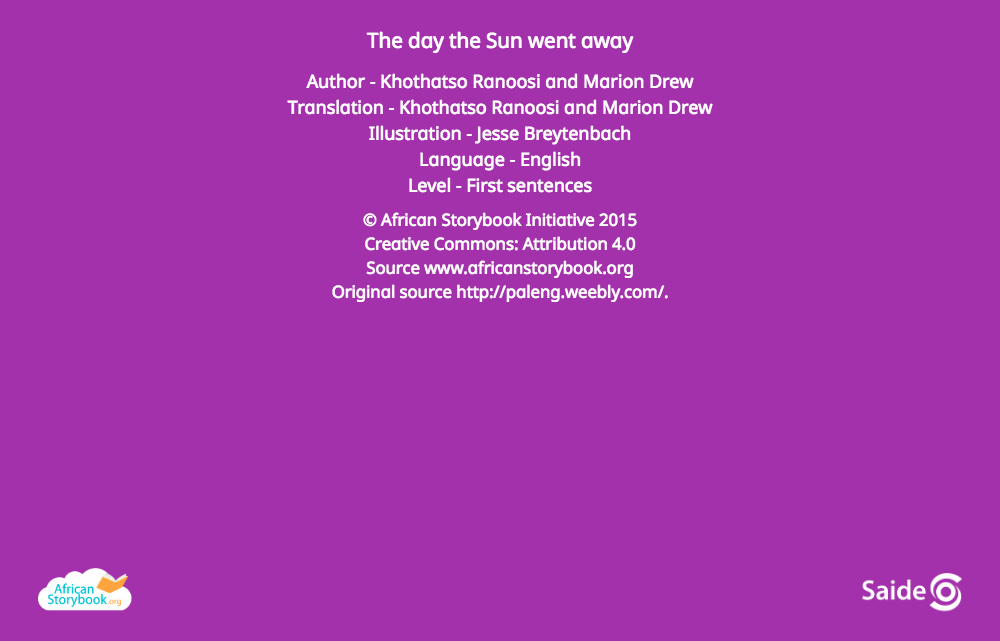 The day the Sun went away
Author - Khothatso Ranoosi and Marion Drew
Translation - Khothatso Ranoosi and Marion Drew
Illustration - Jesse Breytenbach
Language - English
Level - First sentences
© African Storybook Initiative 2015
Creative Commons: Attribution 4.0
Source www.africanstorybook.org
Original source http://paleng.weebly.com/.
African
Storybook.org
Saide